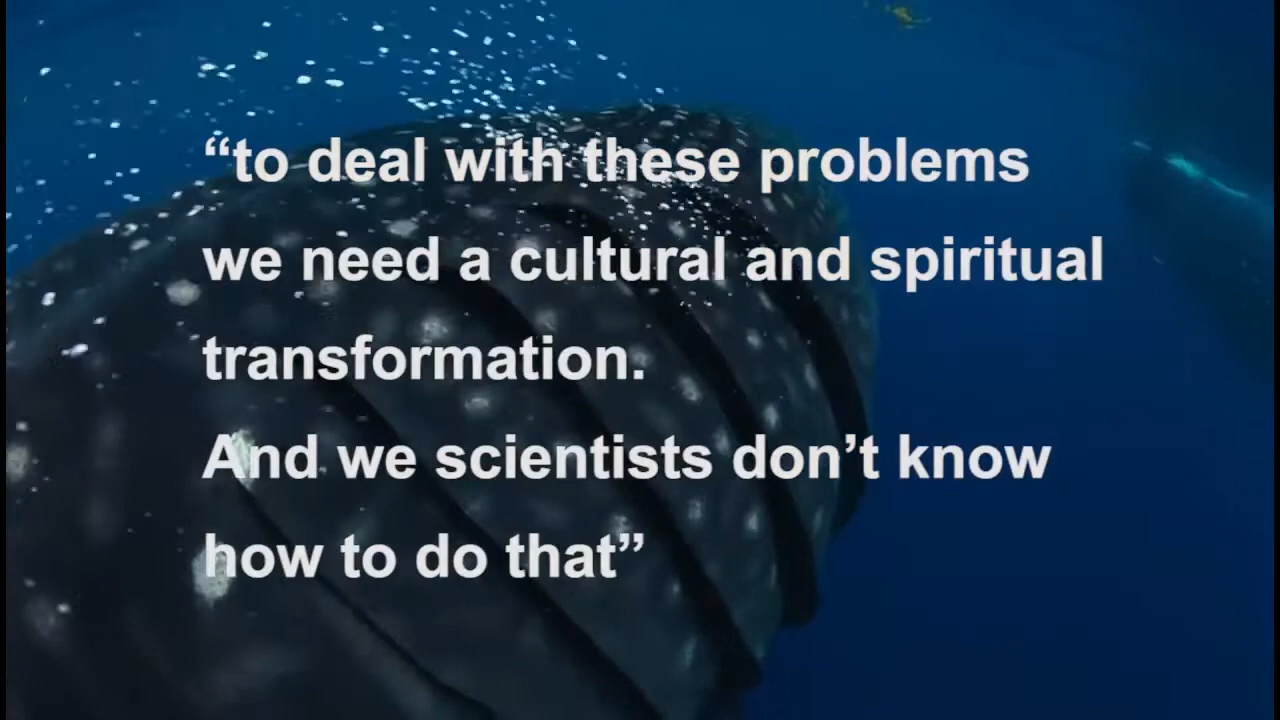 “to deal with these problems
we need a cultural and spiritual
transformation.
And we scientists don’t know
how to do that”